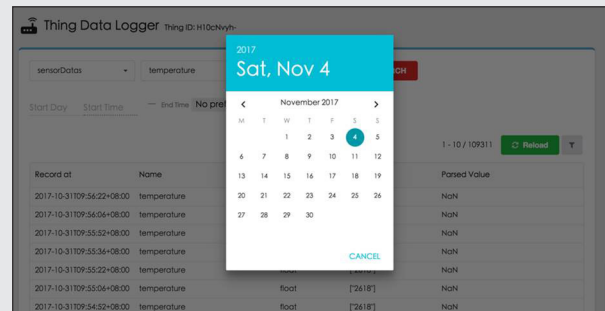 Thing Data Logger Thing ID: H10cNvyh-
2017
Sat, Nov 4
sensorDatas temperature
November 2017
M T W T F S S
1 2 3 4 5
6 7 8 9 10 11 12
13 14 15 16 17 18 19
20 21 22 23 24 25 26
27 28 29 30
CANCEL
Start Day Start Time — End Time
1 - 10 / 109311 Reload
Record at Name Parsed Value
2017-10-31T09:56:22+08:00 temperature NaN
2017-10-31T09:56:06+08:00 temperature NaN
2017-10-31T09:55:52+08:00 temperature NaN
2017-10-31T09:55:36+08:00 temperature NaN
2017-10-31T09:55:22+08:00 temperature float ["2618"] NaN
2017-10-31T09:55:06+08:00 temperature float ["2618"] NaN
2017-10-31T09:54:52+08:00 temperature float ["2618"] NaN